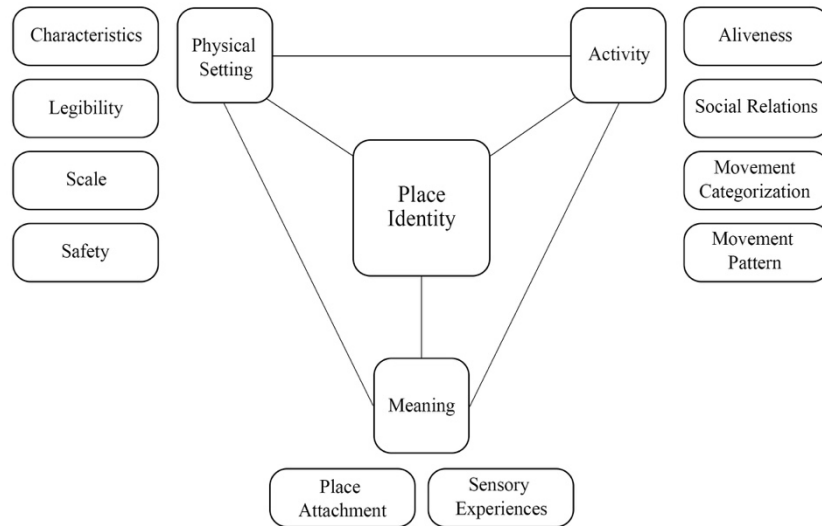 Characteristics
Physical
Setting
Activity
Aliveness
Legibility
Social Relations
Scale
Place
Identity
Movement
Categorization
Safety
Movement
Pattern
Meaning
Place
Attachment
Sensory
Experiences